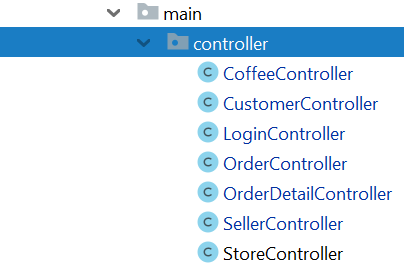 main
controller
C CoffeeController
C CustomerController
C LoginController
C OrderController
C OrderDetailController
C SellerController
C StoreController